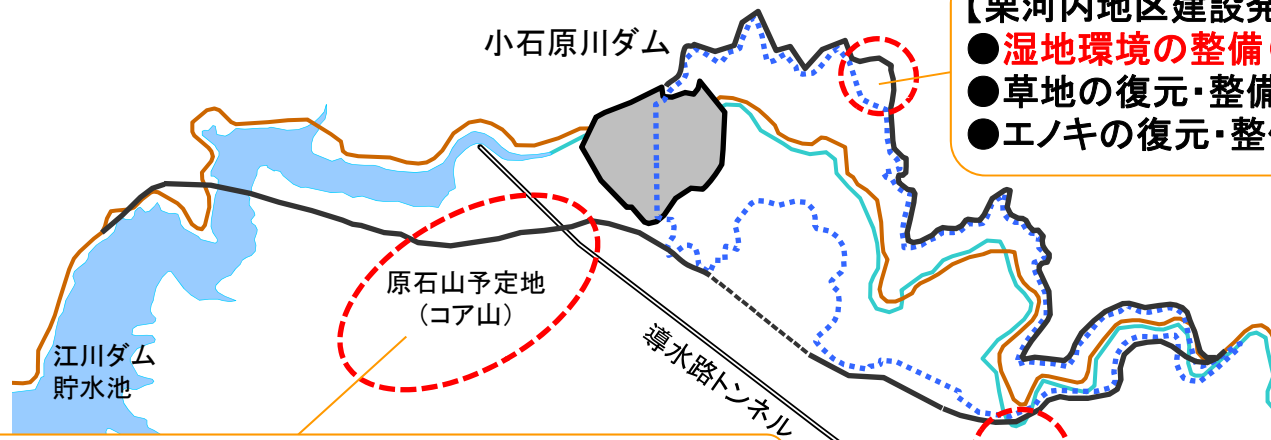 小石原川ダム
【栗河内地区建設発
●湿地環境の整備
●草地の復元・整備
●エノキの復元・整
原石山予定地
(コア山)
導水路トンネル
江川ダム
貯水池